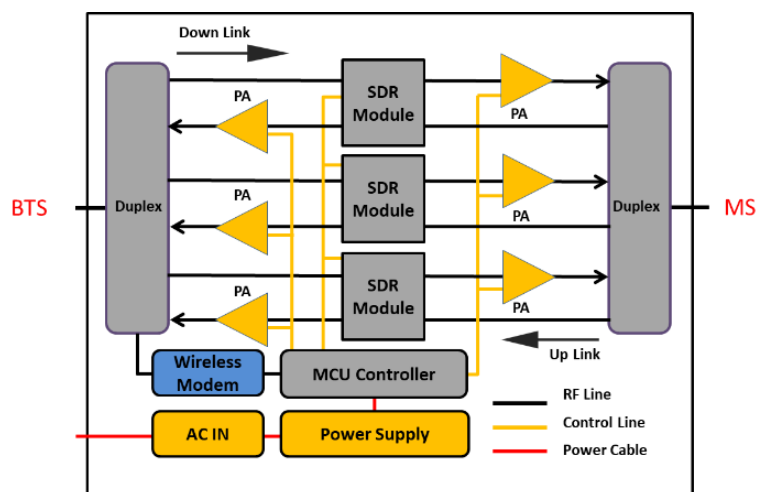 Down Link
PA
SDR
Module
PA
PA
SDR
Module
PA
BTS
Duplex
Duplex
MS
PA
SDR
Module
PA
Up Link
Wireless
Modem
MCU Controller
RF Line
AC IN
Power Supply
Control Line
Power Cable